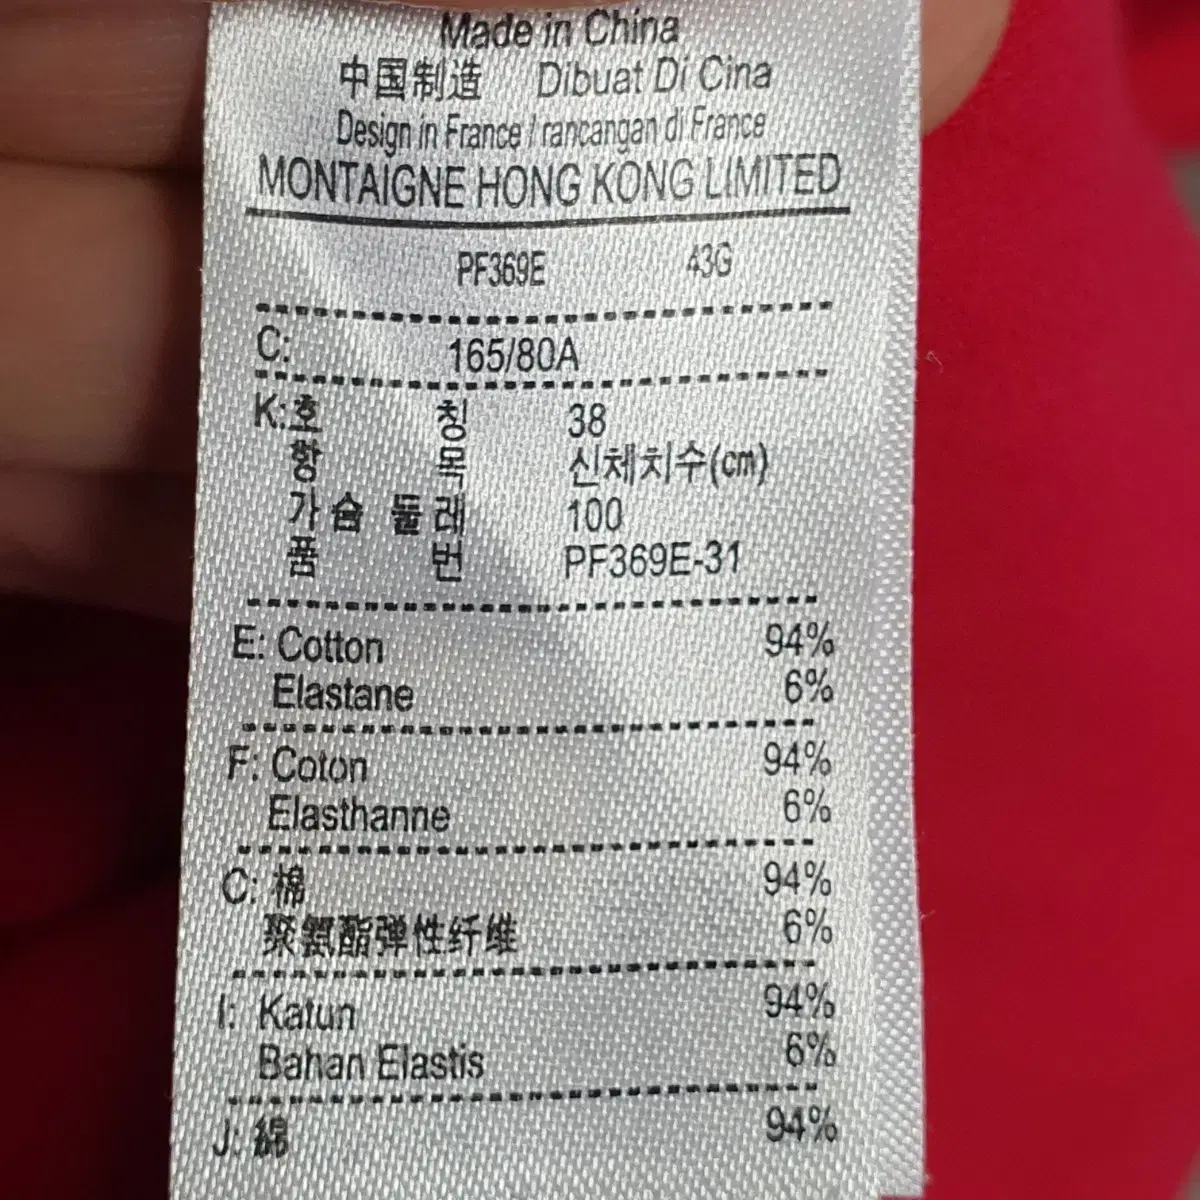 Made in China
中国制造 Dibuat Di Cina
Design in France / rancangan di France
MONTAIGNE HONG KONG LIMITED
PF369E 43G
C: 165/80A
K:호 칭 38
항 목 신체치수(cm)
가슴둘레 100
품 번 PF369E-31
E: Cotton 94%
Elastane 6%
F: Coton 94%
Elasthanne 6%
C: 棉 94%
聚氨酯弹性纤维 6%
I: Katun 94%
Bahan Elastis 6%
J: 綿 94%